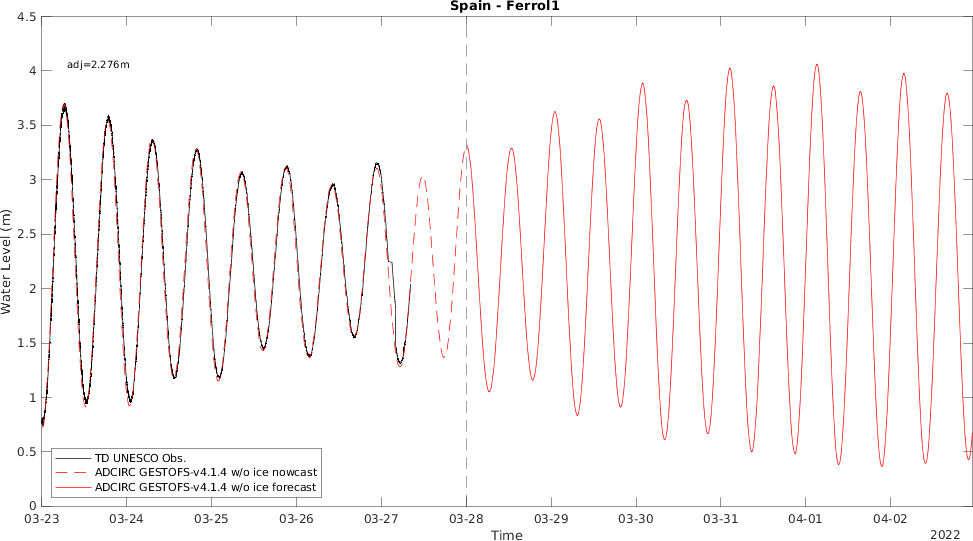 Spain - Ferrol1
4.5
4
3.5
3
2.5
2
1.5
1
0.5
0
Water Level (m)
adj=2.276m
TD UNESCO Obs.
ADCIRC GESTOFS-v4.1.4 w/o ice nowcast
ADCIRC GESTOFS-v4.1.4 w/o ice forecast
03-23 03-24 03-25 03-26 03-27 03-28 03-29 03-30 03-31 04-01 04-02
Time
2022